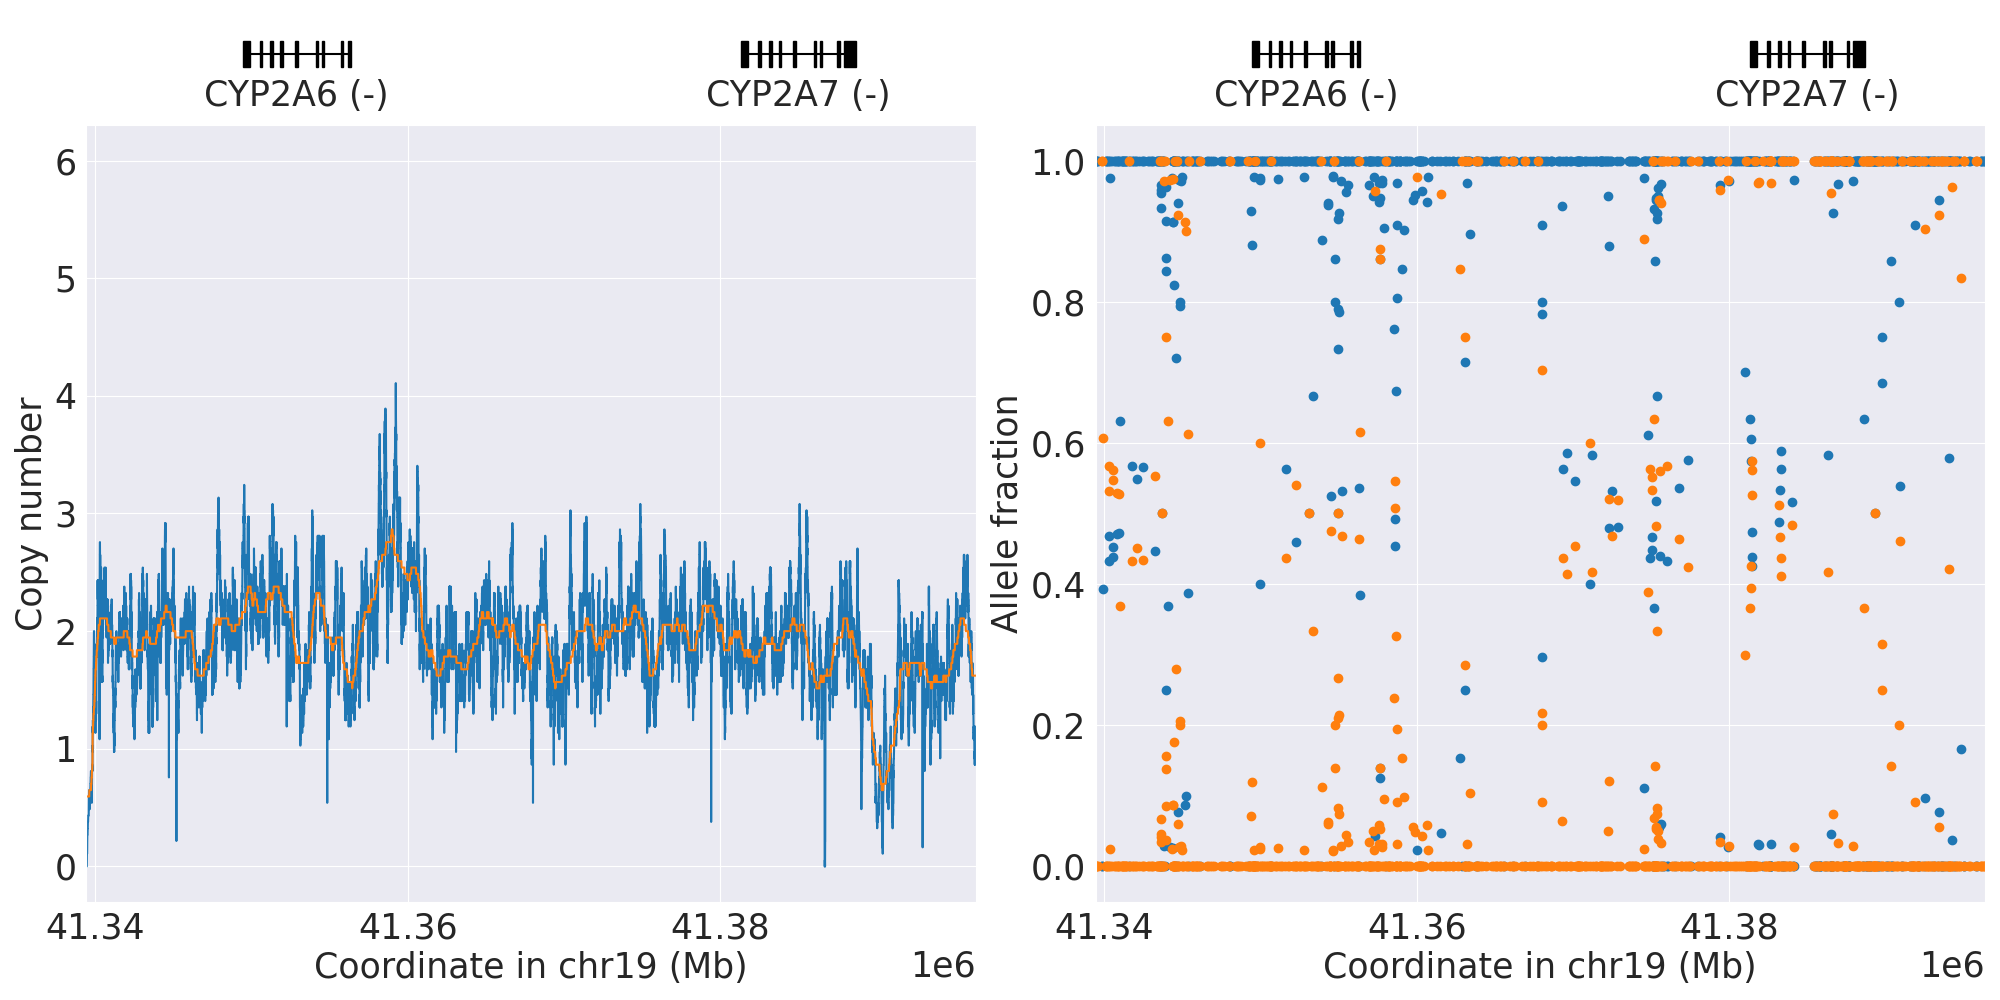 CYP2A6 (-) CYP2A7 (-)
Copy number
6
5
4
3
2
1
0
41.34 41.36 41.38
Coordinate in chr19 (Mb) 1e6
CYP2A6 (-) CYP2A7 (-)
Allele fraction
1.0
0.8
0.6
0.4
0.2
0.0
41.34 41.36 41.38
Coordinate in chr19 (Mb) 1e6